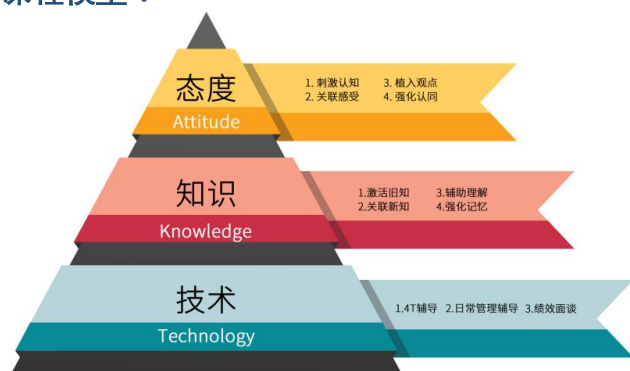 态度
Attitude
1. 刺激认知 3. 植入观点
2. 关联感受 4. 强化认同
知识
Knowledge
1.激活旧知 3.辅助理解
2.关联新知 4.强化记忆
技术
Technology
1.4T辅导 2.日常管理辅导 3.绩效面谈